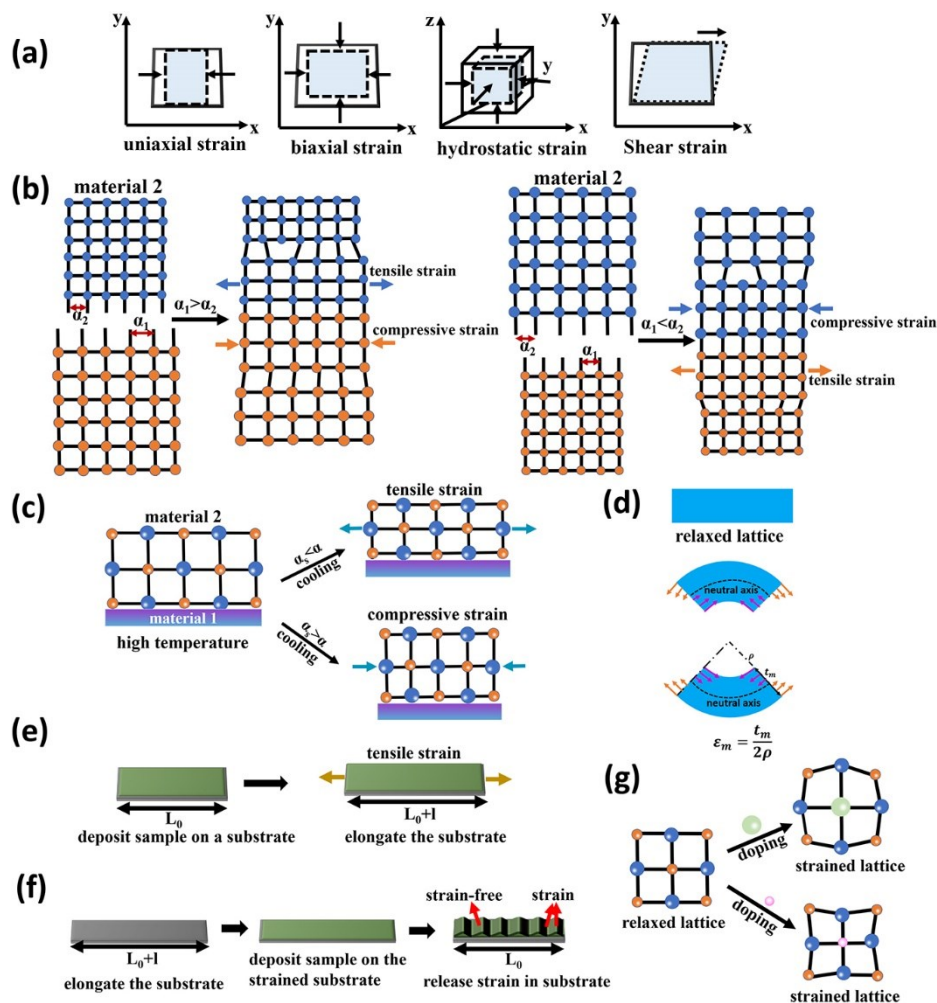 (a)
y
x
uniaxial strain
y
x
biaxial strain
z
y
x
hydrostatic strain
y
x
Shear strain
(b)
material 2
α₂
α₁
α₁>α₂
tensile strain
compressive strain
material 2
α₂
α₁
α₁<α₂
compressive strain
tensile strain
(c)
material 2
material 1
high temperature
αₛ<α
cooling
tensile strain
αₛ>α
cooling
compressive strain
(d)
relaxed lattice
neutral axis
ρ
tₘ
neutral axis
εₘ = tₘ/2ρ
(e)
L₀
deposit sample on a substrate
tensile strain
L₀+l
elongate the substrate
(f)
L₀+l
elongate the substrate
deposit sample on the
strained substrate
strain-free
strain
L₀
release strain in substrate
(g)
relaxed lattice
doping
strained lattice
doping
strained lattice